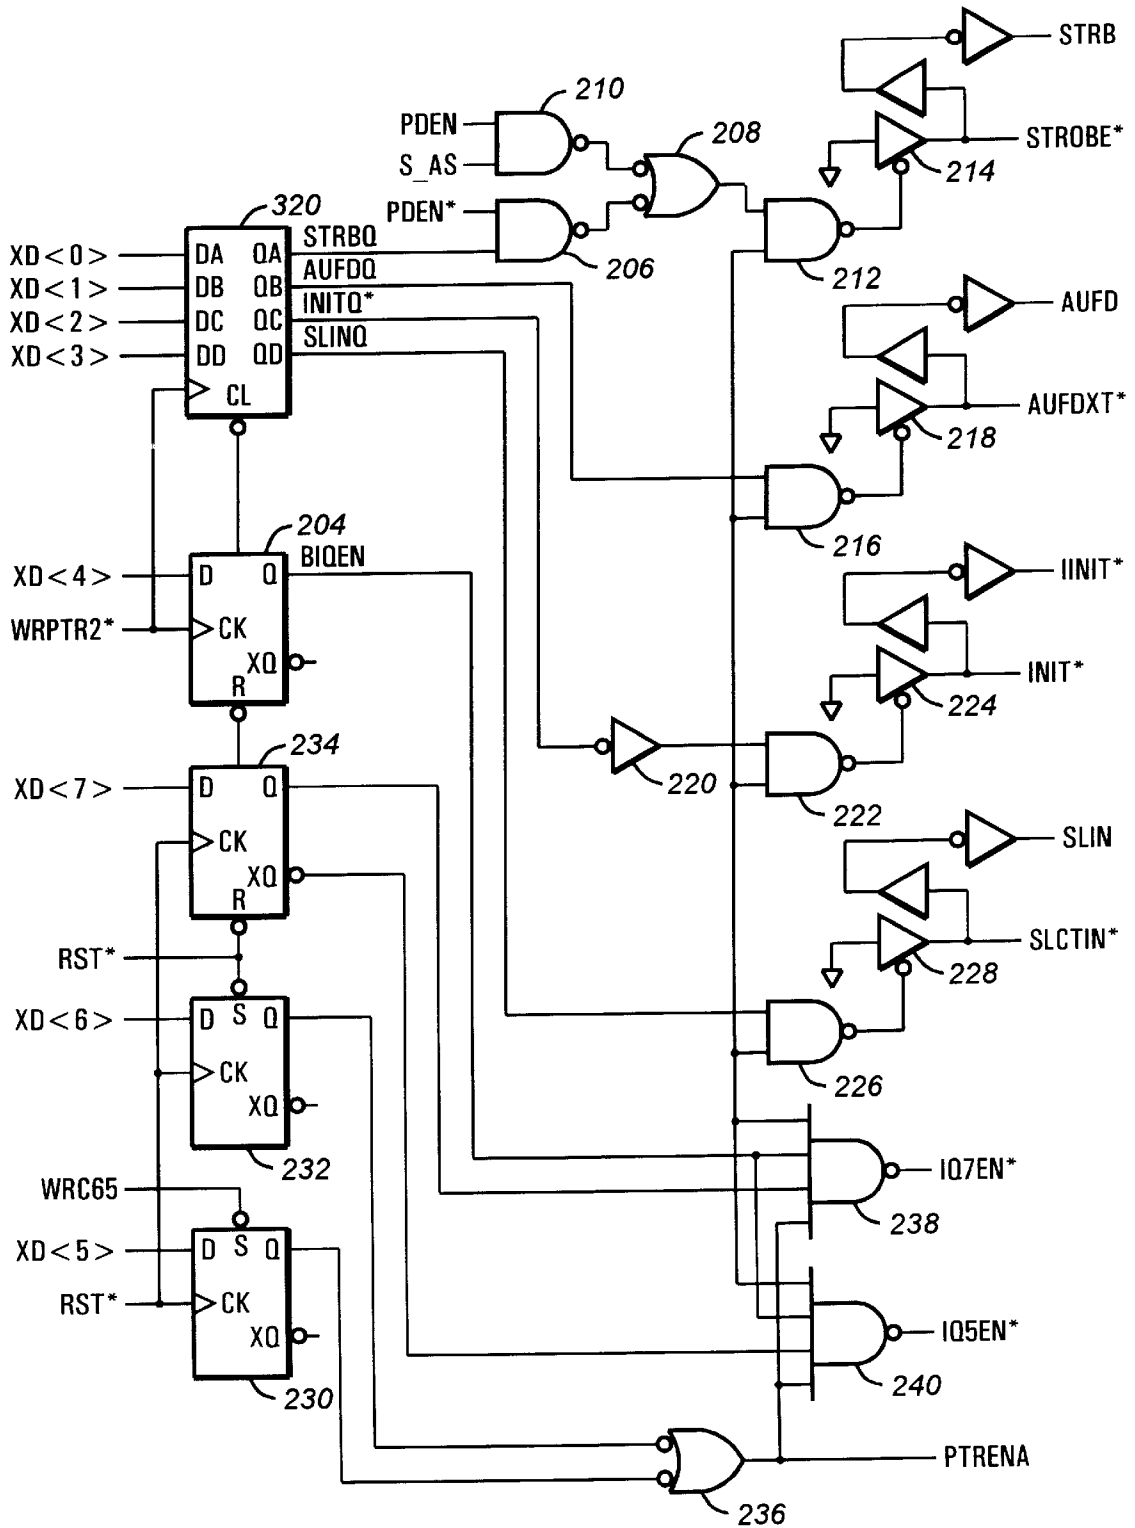 STRB
210
PDEN
S_AS
208
STROBE*
214
320
PDEN*
206
212
XD<0>
DA
QA
STRBQ
XD<1>
DB
QB
AUFDQ
XD<2>
DC
QC
INITQ*
XD<3>
DD
QD
SLINQ
CL
AUFD
AUFDXT*
218
216
204
XD<4>
D
Q
BIQEN
WRPTR2*
CK
XQ
R
IINIT*
INIT*
224
220
222
234
XD<7>
D
Q
CK
XQ
R
SLIN
SLCTIN*
228
226
RST*
XD<6>
D
S
Q
CK
XQ
232
IQ7EN*
238
WRC65
XD<5>
D
S
Q
RST*
CK
XQ
230
IQ5EN*
240
PTRENA
236